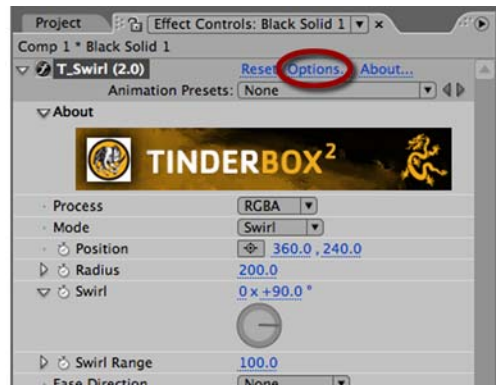 Project Effect Controls: Black Solid 1
Comp 1 * Black Solid 1
T_Swirl (2.0) Reset Options... About...
Animation Presets: None
About
TINDERBOX2
Process RGBA
Mode Swirl
Position 360.0 , 240.0
Radius 200.0
Swirl 0 x +90.0 °
Swirl Range 100.0
Ease Direction None